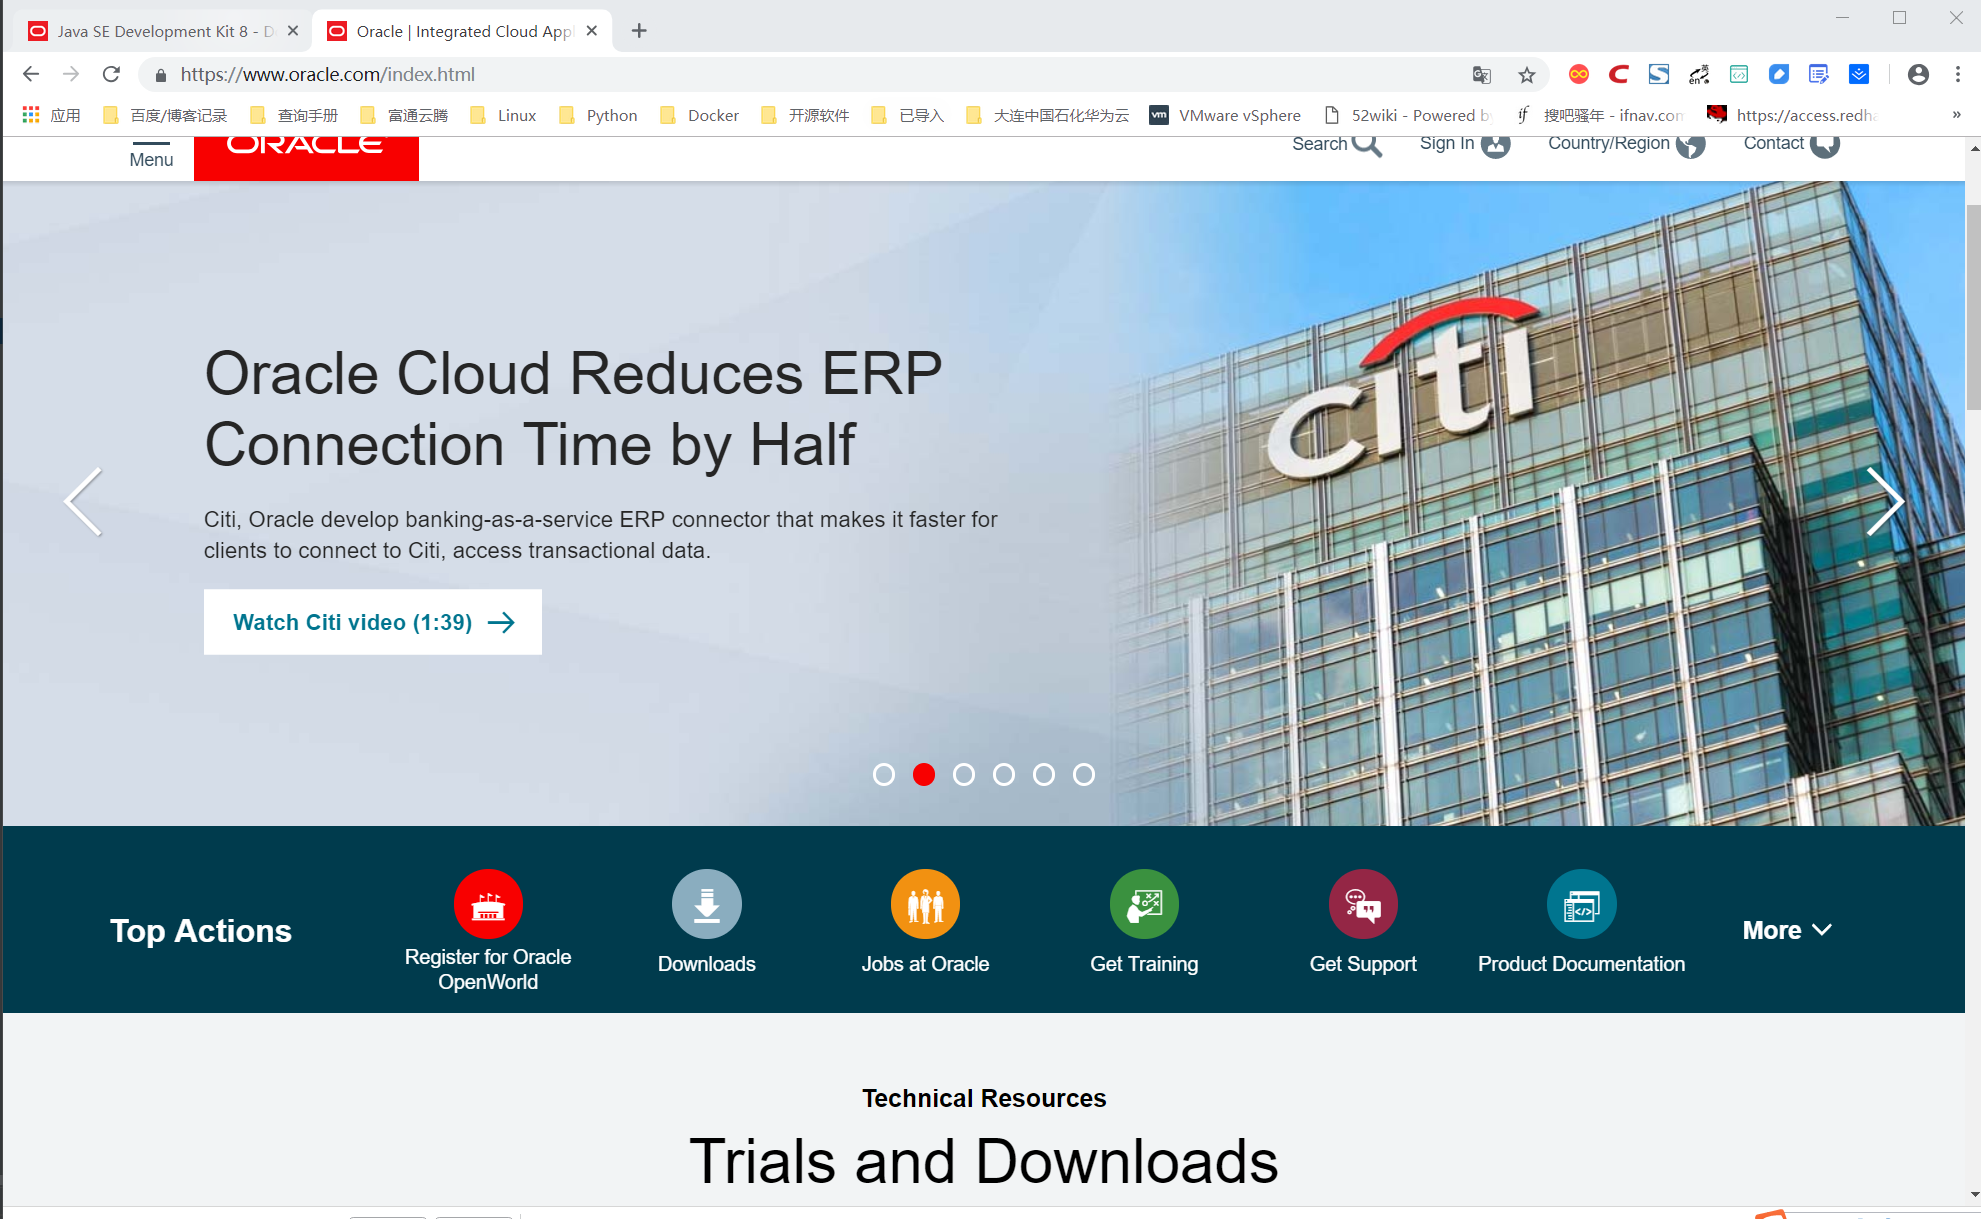 Java SE Development Kit 8 - D
Oracle | Integrated Cloud App
https://www.oracle.com/index.html
应用
百度/博客记录
查询手册
富通云腾
Linux
Python
Docker
开源软件
已导入
大连中国石化华为云
vm
VMware vSphere
52wiki - Powered by
if
搜吧骚年 - ifnav.com
https://access.redha
Menu
ORACLE
Search
Sign In
Country/Region
Contact
citi
Oracle Cloud Reduces ERP
Connection Time by Half
Citi, Oracle develop banking-as-a-service ERP connector that makes it faster for
clients to connect to Citi, access transactional data.
Watch Citi video (1:39)
Top Actions
Register for Oracle
OpenWorld
Downloads
Jobs at Oracle
Get Training
Get Support
Product Documentation
More
Technical Resources
Trials and Downloads